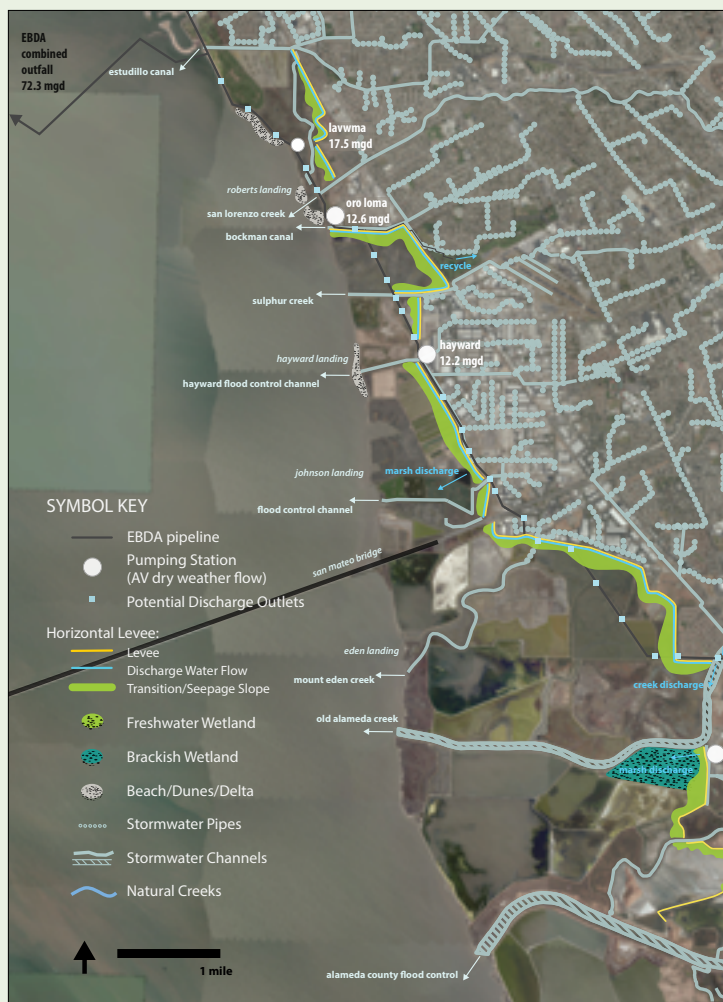 EBDA
combined
outfall
72.3 mgd
estudillo canal
lavwma
17.5 mgd
roberts landing
oro loma
12.6 mgd
san lorenzo creek
bockman canal
recycle
sulphur creek
hayward
12.2 mgd
hayward landing
hayward flood control channel
johnson landing
marsh discharge
flood control channel
san mateo bridge
eden landing
mount eden creek
creek discharge
old alameda creek
marsh discharge
alameda county flood control
SYMBOL KEY
EBDA pipeline
Pumping Station
(AV dry weather flow)
Potential Discharge Outlets
Horizontal Levee:
Levee
Discharge Water Flow
Transition/Seepage Slope
Freshwater Wetland
Brackish Wetland
Beach/Dunes/Delta
Stormwater Pipes
Stormwater Channels
Natural Creeks
1 mile